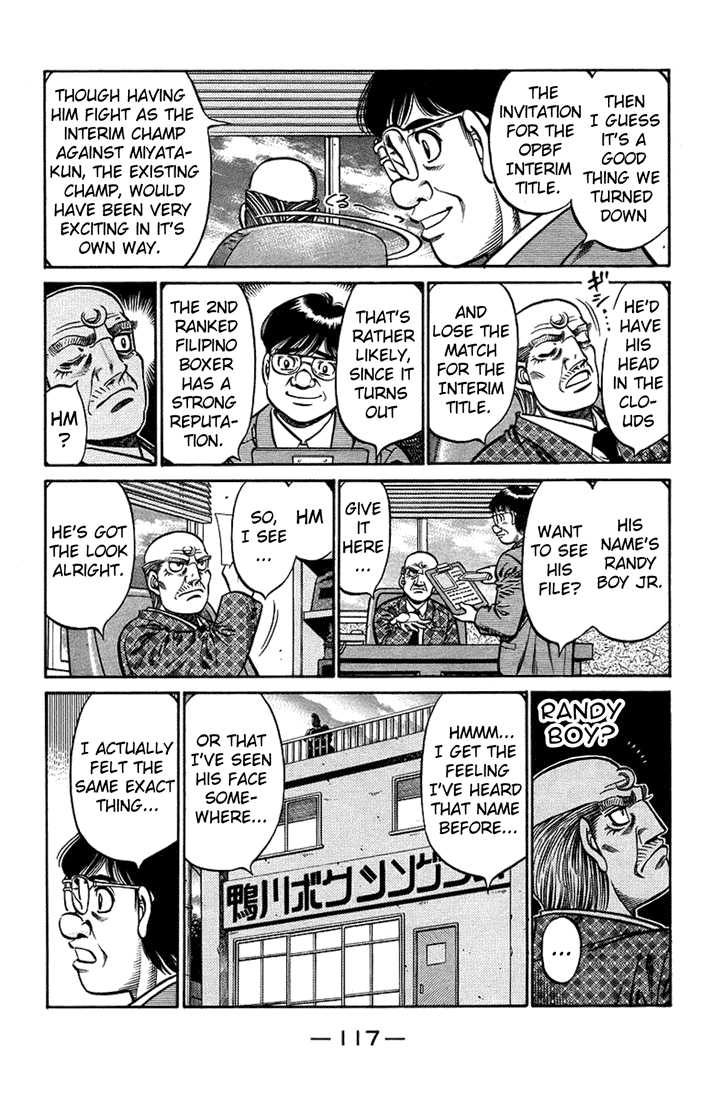 THEN
I GUESS
IT'S A
GOOD
THING WE
TURNED
DOWN
THE
INVITATION
FOR THE
OPBF
INTERIM
TITLE.
THOUGH HAVING
HIM FIGHT AS THE
INTERIM CHAMP
AGAINST MIYATA-
KUN, THE EXISTING
CHAMP, WOULD
HAVE BEEN VERY
EXCITING IN IT'S
OWN WAY.
HE'D
HAVE
HIS HEAD
IN THE
CLO-
UDS
ギ
AND
LOSE THE
MATCH
FOR THE
INTERIM
TITLE.
THAT'S
RATHER
LIKELY,
SINCE IT
TURNS
OUT
THE 2ND
RANKED
FILIPINO
BOXER
HAS A
STRONG
REPUTA-
TION.
HM
?
HIS
NAME'S
RANDY
BOY JR.
WANT
TO SEE
HIS
FILE?
GIVE
IT
HERE...
HM
SO,
I SEE
...
HE'S GOT
THE LOOK
ALRIGHT.
RANDY
BOY?
...
HMMM...
I GET THE
FEELING
I'VE HEARD
THAT NAME
BEFORE...
OR THAT
I'VE SEEN
HIS FACE
SOME-
WHERE...
鴨川ボクシングジム
I ACTUALLY
FELT THE
SAME EXACT
THING...
— 117 —